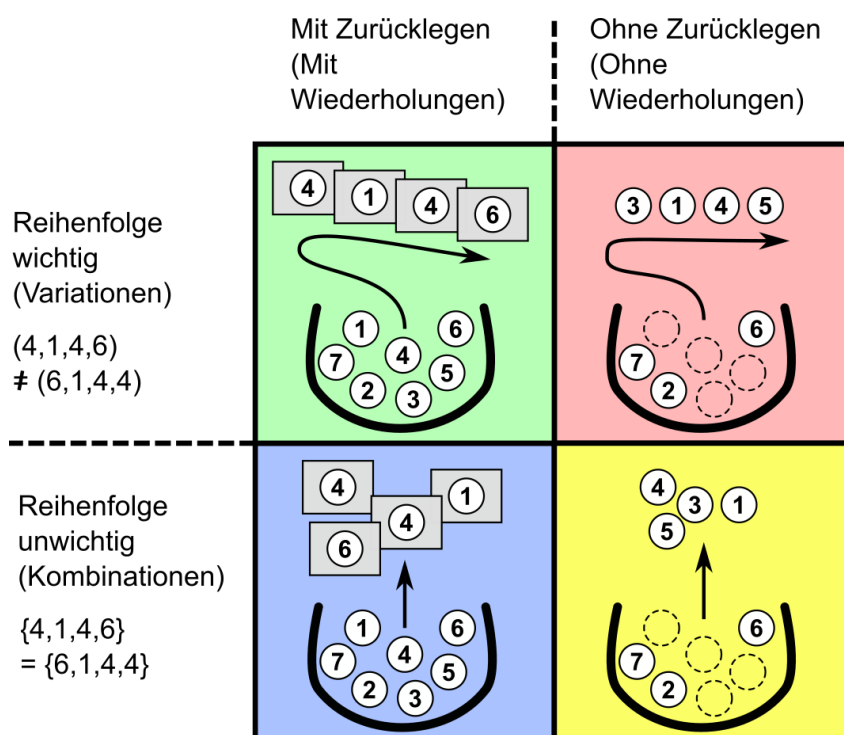 Mit Zurücklegen
(Mit
Wiederholungen)
Ohne Zurücklegen
(Ohne
Wiederholungen)
Reihenfolge
wichtig
(Variationen)
(4,1,4,6)
≠ (6,1,4,4)
4
1
4
6
1
6
4
7
5
2
3
3 1 4 5
6
7
2
Reihenfolge
unwichtig
(Kombinationen)
{4,1,4,6}
= {6,1,4,4}
4
1
4
6
1
6
4
7
5
2
3
4
3
1
5
6
7
2